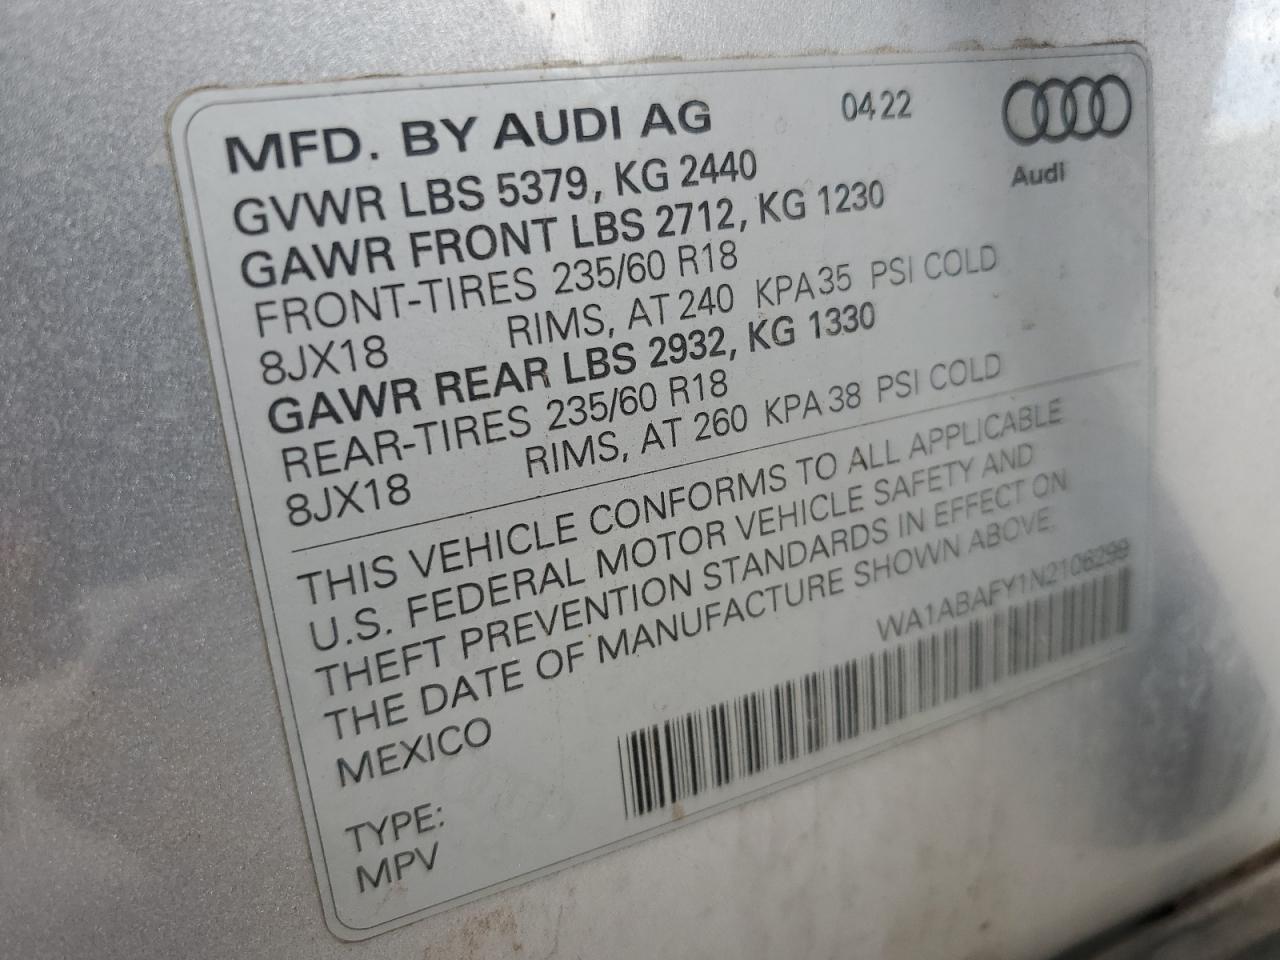 MFD. BY AUDI AG 04 22
Audi
GVWR LBS 5379, KG 2440
GAWR FRONT LBS 2712, KG 1230
FRONT-TIRES 235/60 R18
8JX18 RIMS, AT 240 KPA 35 PSI COLD
GAWR REAR LBS 2932, KG 1330
REAR-TIRES 235/60 R18
8JX18 RIMS, AT 260 KPA 38 PSI COLD
THIS VEHICLE CONFORMS TO ALL APPLICABLE
U.S. FEDERAL MOTOR VEHICLE SAFETY AND
THEFT PREVENTION STANDARDS IN EFFECT ON
THE DATE OF MANUFACTURE SHOWN ABOVE.
MEXICO
WA1ABAFY1N2106299
TYPE:
MPV